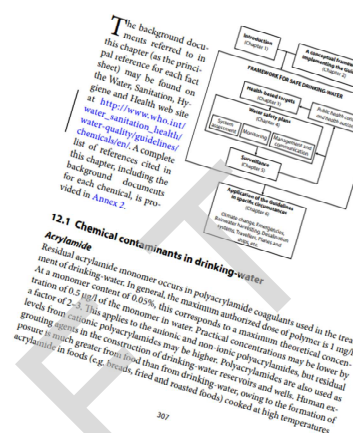 The background docu-
ments referred to in
this chapter (as the princi-
pal reference for each fact
sheet) may be found on
the Water, Sanitation, Hy-
giene and Health web site
at http://www.who.int/
water_sanitation_health/
water-quality/guidelines/
chemicals/en/. A complete
list of references cited in
this chapter, including the
background documents
for each chemical, is pro-
vided in Annex 2.
Introduction
(Chapter 1)
A conceptual framework
implementing the
(Chapter 2)
FRAMEWORK FOR SAFE DRINKING-WATER
Health-based targets
(Chapter 3)
Public health
Water safety plans
(Chapter 4)
System
assessment
Monitoring
Management and
communication
Surveillance
(Chapter 5)
Application of the Guidelines
in specific circumstances
(Chapter 6)
Climate change, Emergencies,
Rainwater harvesting, Desalination
systems, Travellers, Planes and
ships, etc.
12.1 Chemical contaminants in drinking-water
Acrylamide
Residual acrylamide monomer occurs in polyacrylamide coagulants used in the treat-
ment of drinking-water. In general, the maximum authorized dose of polymer is 1 mg/l.
At a monomer content of 0.05%, this corresponds to a maximum theoretical concen-
tration of 0.5 µg/l of the monomer in water. Practical concentrations may be lower by
a factor of 2–3. This applies to the anionic and non-ionic polyacrylamides, but residual
levels from cationic polyacrylamides may be higher. Polyacrylamides are also used as
grouting agents in the construction of drinking-water reservoirs and wells. Human ex-
posure is much greater from food than from drinking-water, owing to the formation of
acrylamide in foods (e.g. breads, fried and roasted foods) cooked at high temperatures.
307